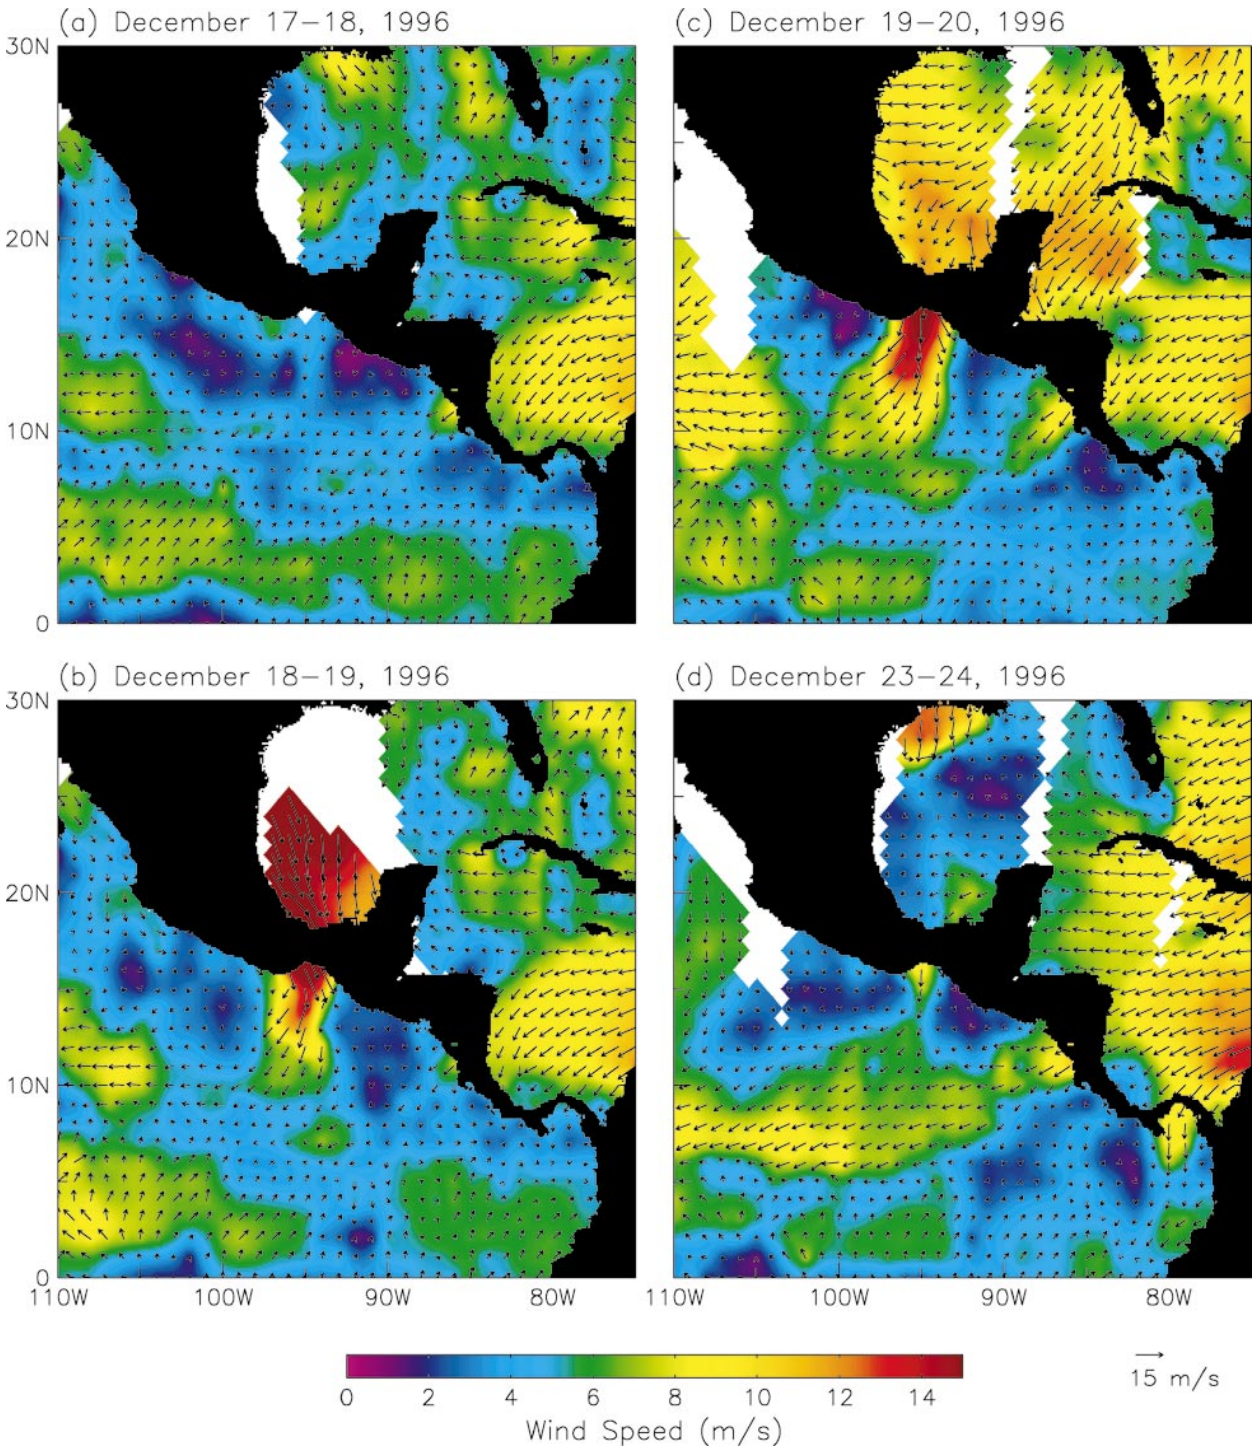 (a) December 17-18, 1996
(c) December 19-20, 1996
30N
20N
10N
0
(b) December 18-19, 1996
(d) December 23-24, 1996
30N
20N
10N
0
110W 100W 90W 80W
110W 100W 90W 80W
0 2 4 6 8 10 12 14
Wind Speed (m/s)
15 m/s